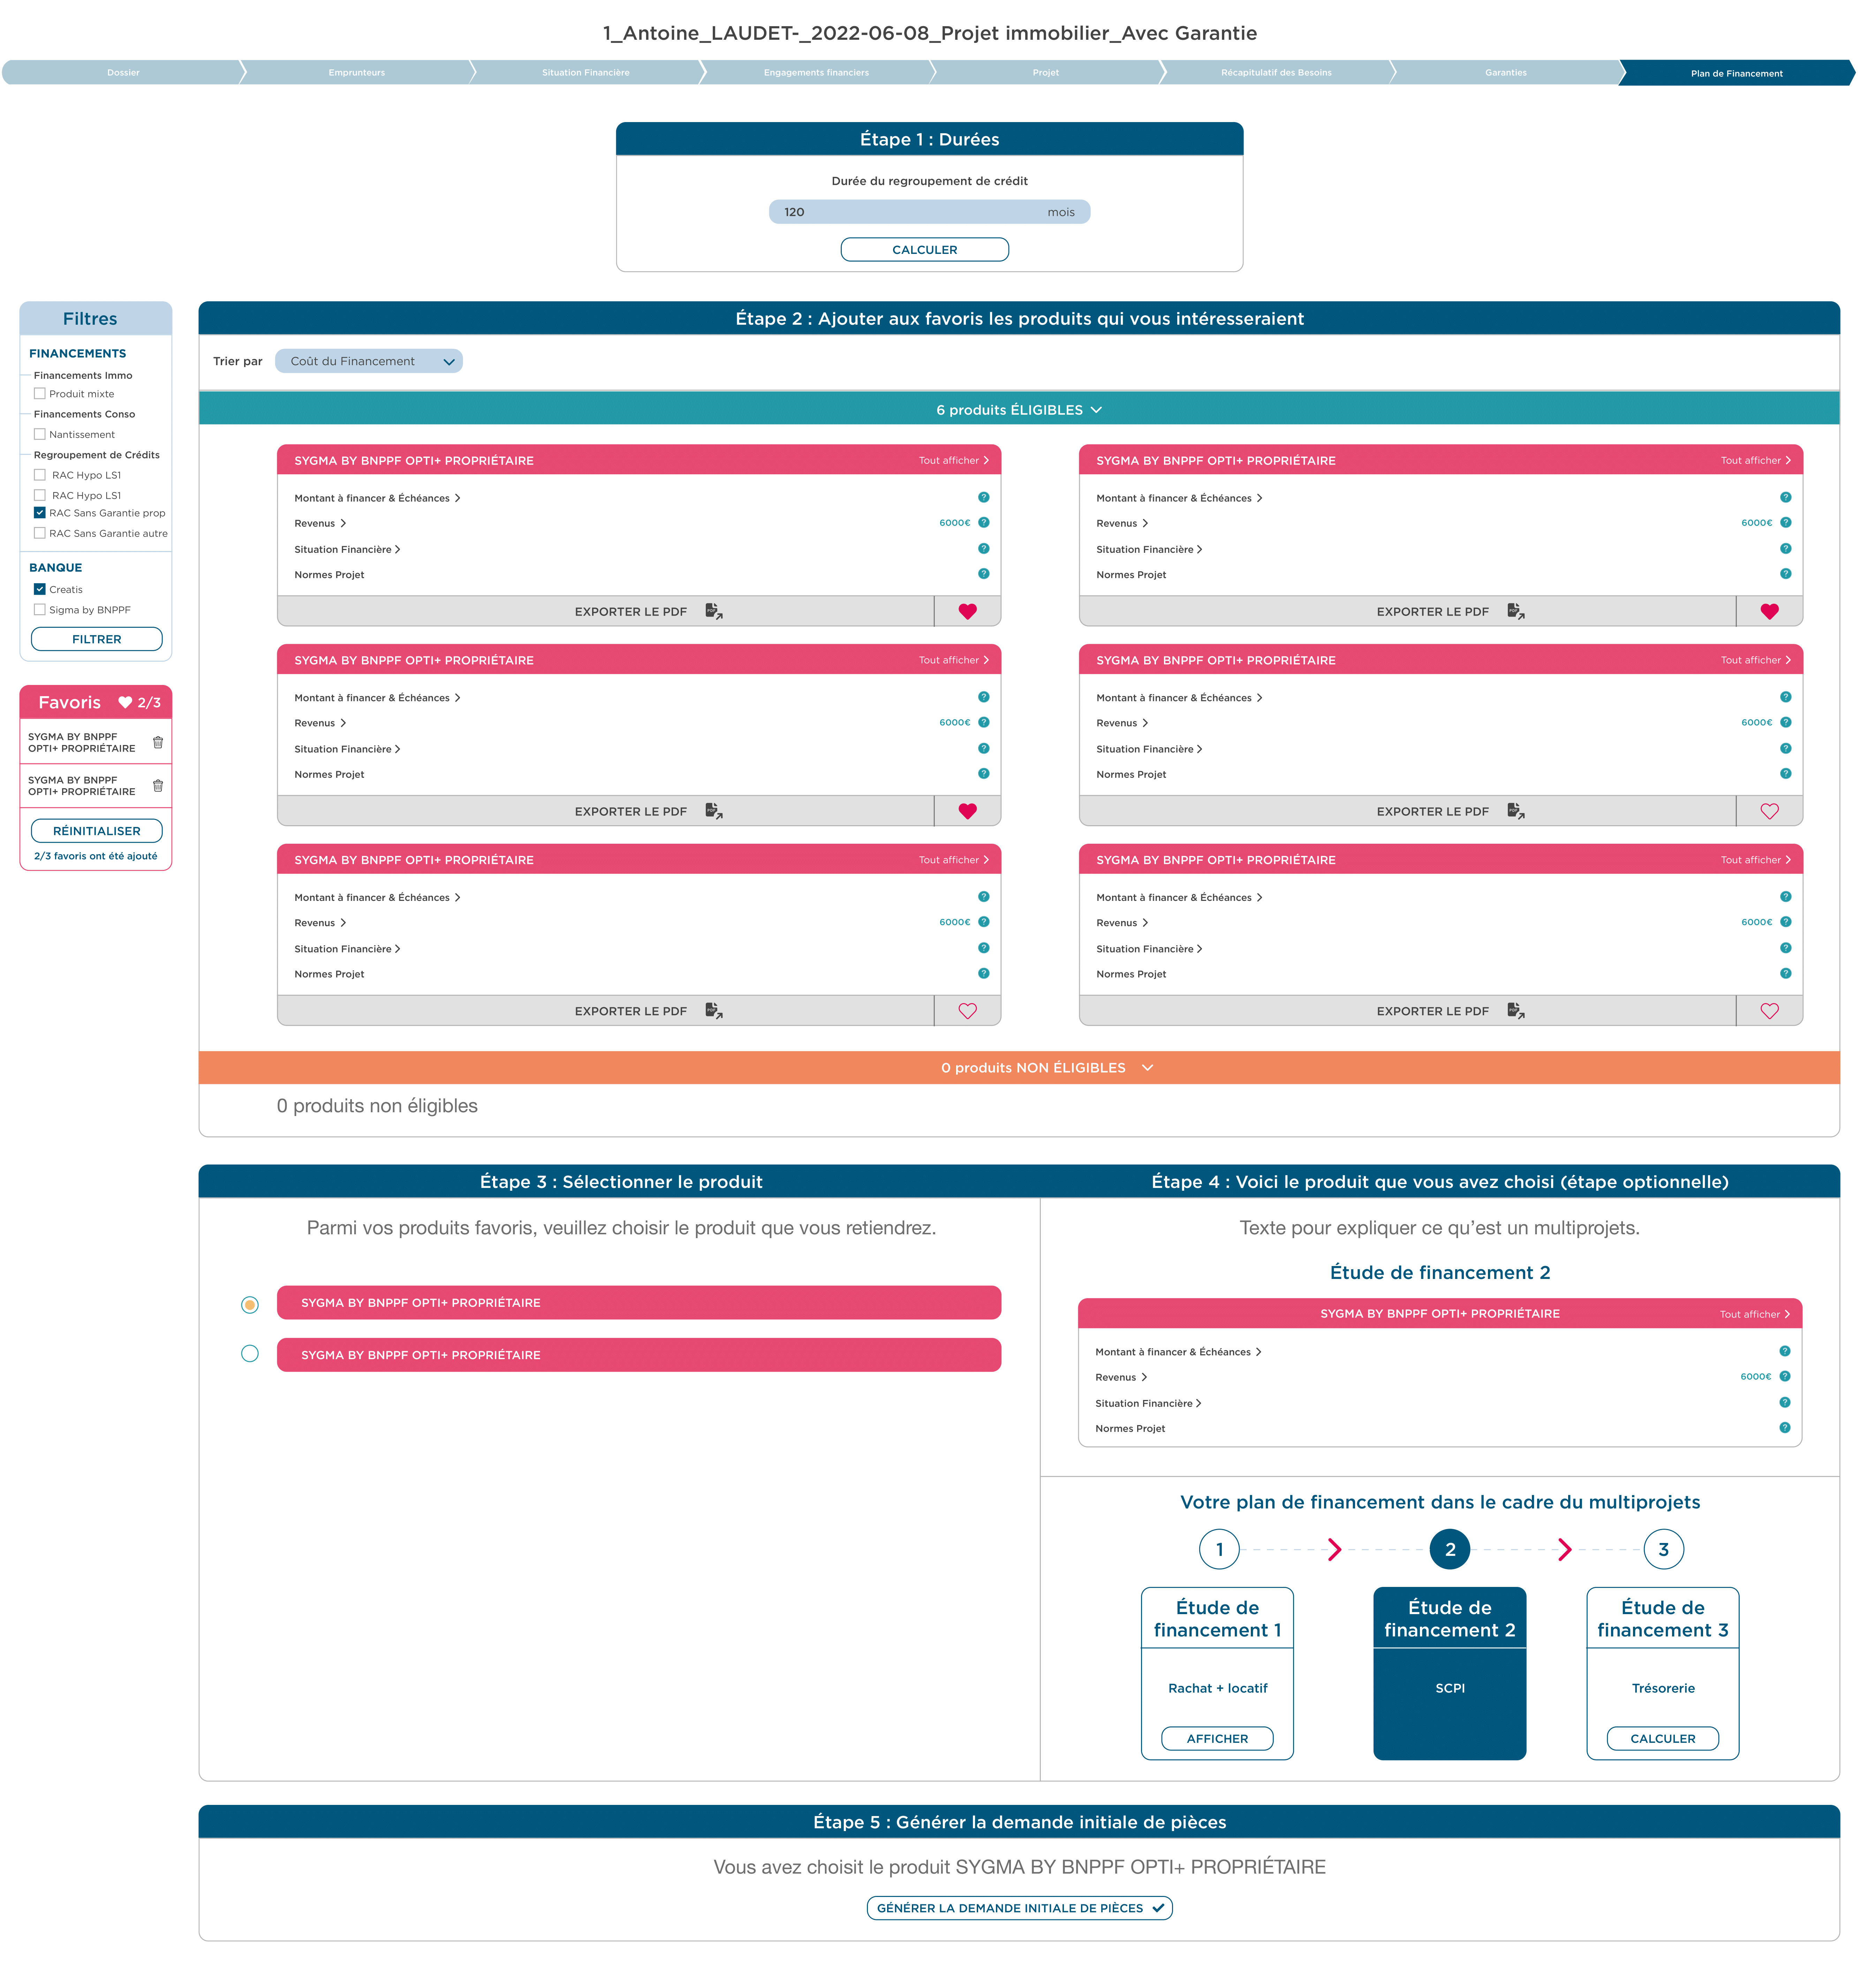 1_Antoine_LAUDET-_2022-06-08_Projet immobilier_Avec Garantie
Dossier
Emprunteurs
Situation Financière
Engagements financiers
Projet
Récapitulatif des Besoins
Garanties
Plan de Financement
Étape 1 : Durées
Durée du regroupement de crédit
120 mois
CALCULER
Filtres
FINANCEMENTS
Financements Immo
Produit mixte
Financements Conso
Nantissement
Regroupement de Crédits
RAC Hypo LS1
RAC Hypo LS1
RAC Sans Garantie prop
RAC Sans Garantie autre
BANQUE
Creatis
Sigma by BNPPF
FILTRER
Favoris 2/3
SYGMA BY BNPPF
OPTI+ PROPRIÉTAIRE
SYGMA BY BNPPF
OPTI+ PROPRIÉTAIRE
RÉINITIALISER
2/3 favoris ont été ajouté
Étape 2 : Ajouter aux favoris les produits qui vous intéresseraient
Trier par Coût du Financement
6 produits ÉLIGIBLES
SYGMA BY BNPPF OPTI+ PROPRIÉTAIRE Tout afficher
Montant à financer & Échéances ?
Revenus 6000€ ?
Situation Financière ?
Normes Projet ?
EXPORTER LE PDF PDF
SYGMA BY BNPPF OPTI+ PROPRIÉTAIRE Tout afficher
Montant à financer & Échéances ?
Revenus 6000€ ?
Situation Financière ?
Normes Projet ?
EXPORTER LE PDF PDF
SYGMA BY BNPPF OPTI+ PROPRIÉTAIRE Tout afficher
Montant à financer & Échéances ?
Revenus 6000€ ?
Situation Financière ?
Normes Projet ?
EXPORTER LE PDF PDF
SYGMA BY BNPPF OPTI+ PROPRIÉTAIRE Tout afficher
Montant à financer & Échéances ?
Revenus 6000€ ?
Situation Financière ?
Normes Projet ?
EXPORTER LE PDF PDF
SYGMA BY BNPPF OPTI+ PROPRIÉTAIRE Tout afficher
Montant à financer & Échéances ?
Revenus 6000€ ?
Situation Financière ?
Normes Projet ?
EXPORTER LE PDF PDF
SYGMA BY BNPPF OPTI+ PROPRIÉTAIRE Tout afficher
Montant à financer & Échéances ?
Revenus 6000€ ?
Situation Financière ?
Normes Projet ?
EXPORTER LE PDF PDF
0 produits NON ÉLIGIBLES
0 produits non éligibles
Étape 3 : Sélectionner le produit
Parmi vos produits favoris, veuillez choisir le produit que vous retiendrez.
SYGMA BY BNPPF OPTI+ PROPRIÉTAIRE
SYGMA BY BNPPF OPTI+ PROPRIÉTAIRE
Étape 4 : Voici le produit que vous avez choisi (étape optionnelle)
Texte pour expliquer ce qu'est un multiprojets.
Étude de financement 2
SYGMA BY BNPPF OPTI+ PROPRIÉTAIRE Tout afficher
Montant à financer & Échéances ?
Revenus 6000€ ?
Situation Financière ?
Normes Projet ?
Votre plan de financement dans le cadre du multiprojets
1 2 3
Étude de
financement 1
Rachat + locatif
AFFICHER
Étude de
financement 2
SCPI
Étude de
financement 3
Trésorerie
CALCULER
Étape 5 : Générer la demande initiale de pièces
Vous avez choisit le produit SYGMA BY BNPPF OPTI+ PROPRIÉTAIRE
GÉNÉRER LA DEMANDE INITIALE DE PIÈCES